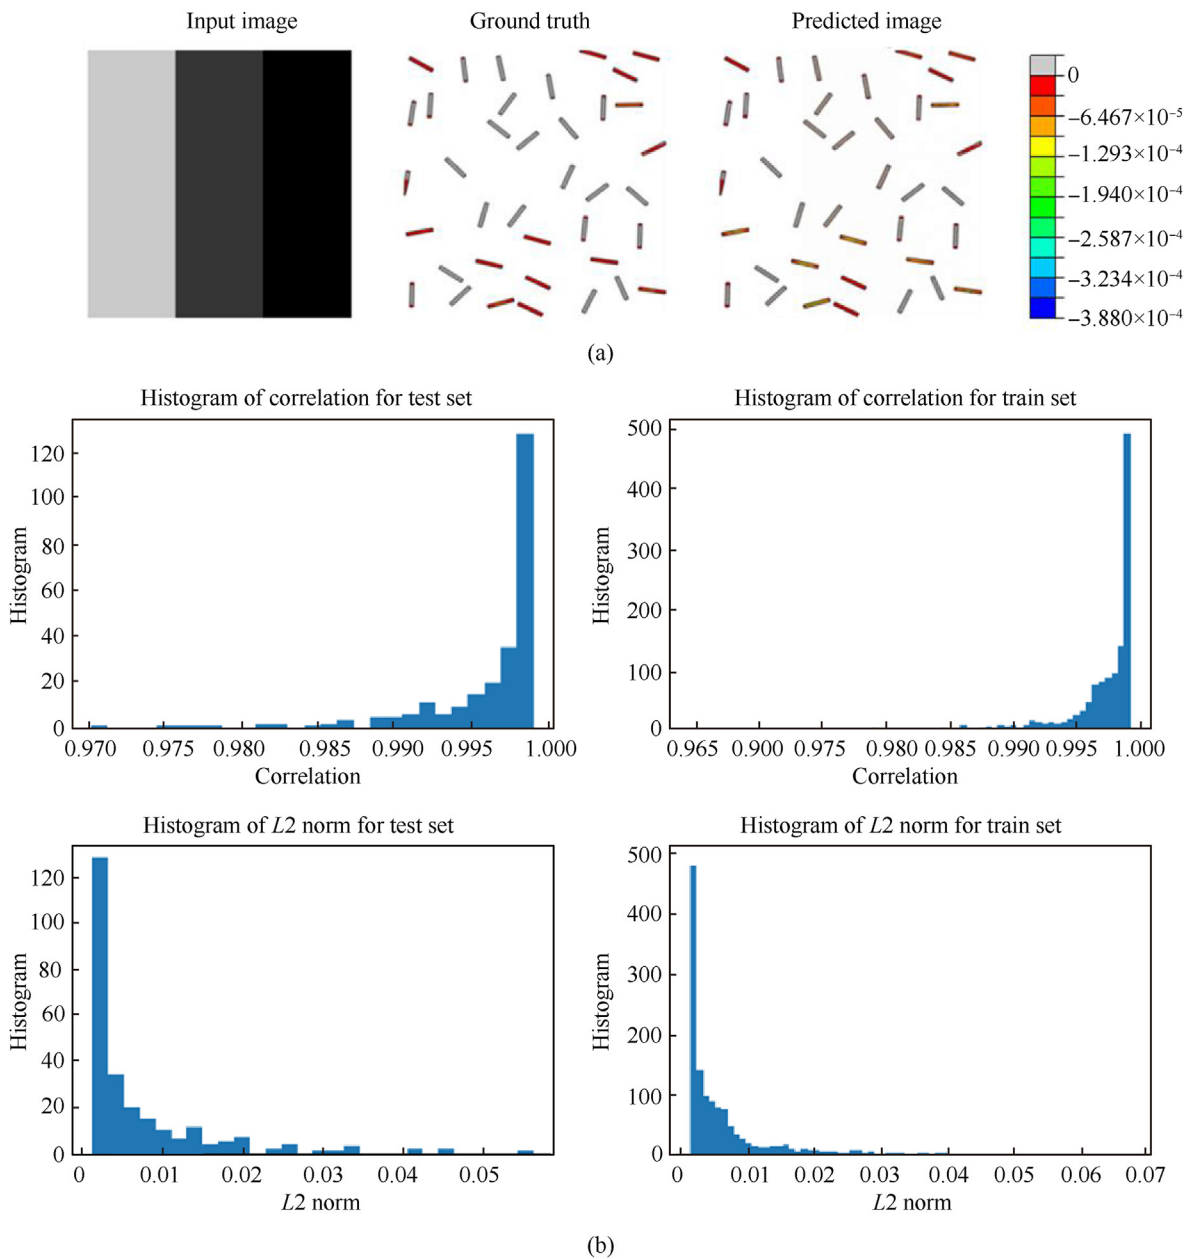 Input image Ground truth Predicted image
0
−6.467×10⁻⁵
−1.293×10⁻⁴
−1.940×10⁻⁴
−2.587×10⁻⁴
−3.234×10⁻⁴
−3.880×10⁻⁴
(a)
Histogram of correlation for test set
Histogram
120
100
80
60
40
20
0
0.970 0.975 0.980 0.985 0.990 0.995 1.000
Correlation
Histogram of correlation for train set
Histogram
500
400
300
200
100
0
0.965 0.900 0.975 0.980 0.985 0.990 0.995 1.000
Correlation
Histogram of L2 norm for test set
Histogram
120
100
80
60
40
20
0
0 0.01 0.02 0.03 0.04 0.05
L2 norm
Histogram of L2 norm for train set
Histogram
500
400
300
200
100
0
0 0.01 0.02 0.03 0.04 0.05 0.06 0.07
L2 norm
(b)